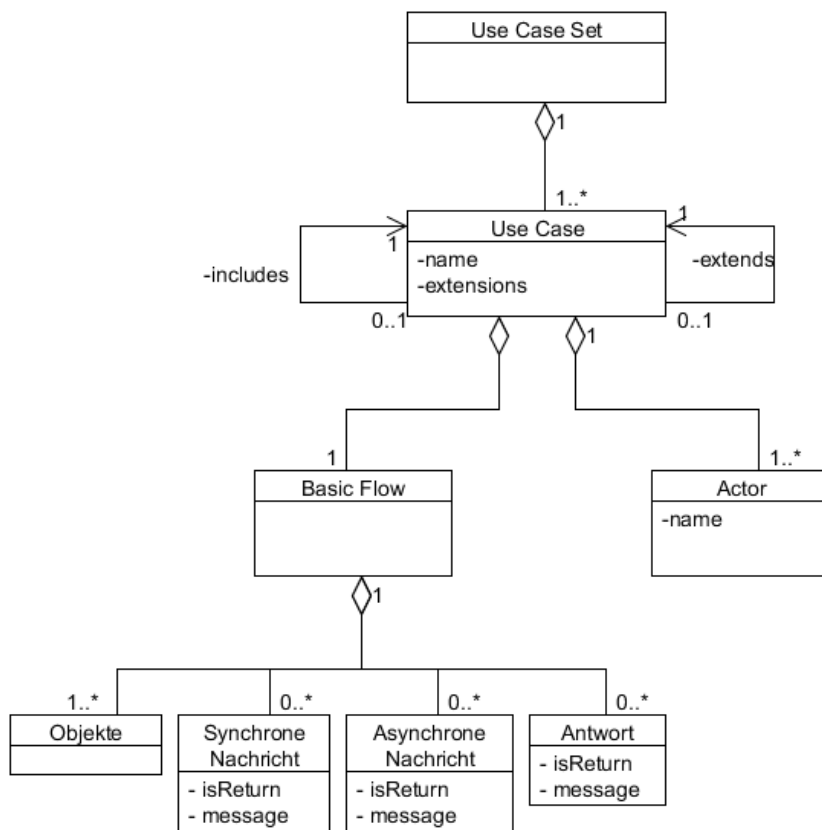 Use Case Set
1
1..*
Use Case
1
1
-name
-extensions
-includes
-extends
0..1
0..1
1
1
1..*
Basic Flow
Actor
-name
1
1..*
0..*
0..*
0..*
Objekte
Synchrone
Nachricht
- isReturn
- message
Asynchrone
Nachricht
- isReturn
- message
Antwort
- isReturn
- message